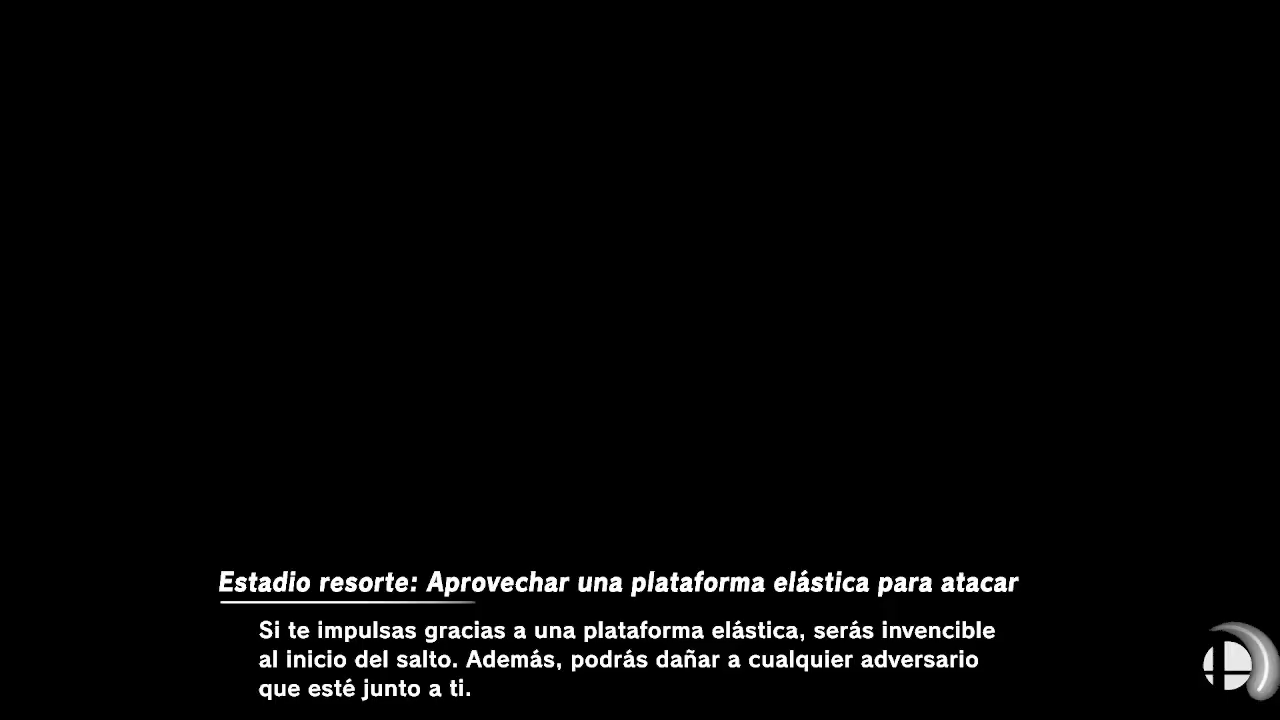 Estadio resorte: Aprovechar una plataforma elástica para atacar
Si te impulsas gracias a una plataforma elástica, serás invencible
al inicio del salto. Además, podrás dañar a cualquier adversario
que esté junto a ti.